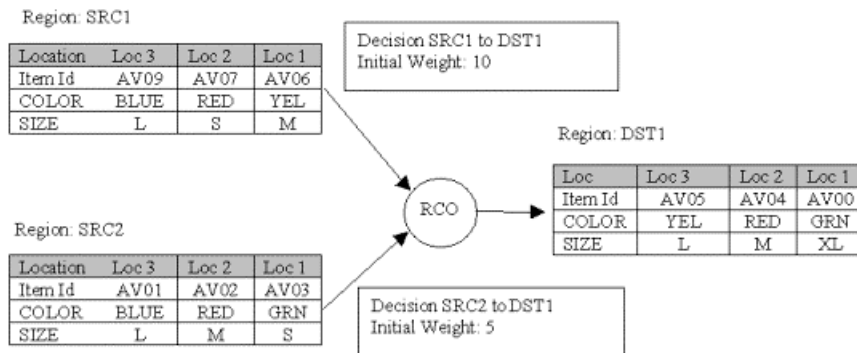 Region: SRC1
Location Loc 3 Loc 2 Loc 1
Item Id AV09 AV07 AV06
COLOR BLUE RED YEL
SIZE L S M
Decision SRC1 to DST1
Initial Weight: 10
RCO
Region: DST1
Loc Loc 3 Loc 2 Loc 1
Item Id AV05 AV04 AV00
COLOR YEL RED GRN
SIZE L M XL
Region: SRC2
Location Loc 3 Loc 2 Loc 1
Item Id AV01 AV02 AV03
COLOR BLUE RED GRN
SIZE L M S
Decision SRC2 to DST1
Initial Weight: 5